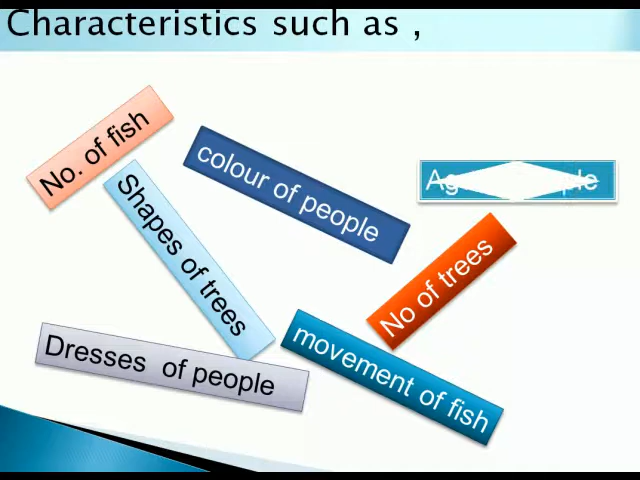 Characteristics such as ,
No. of fish
colour of people
Shapes of trees
No of trees
Dresses  of people
movement of fish